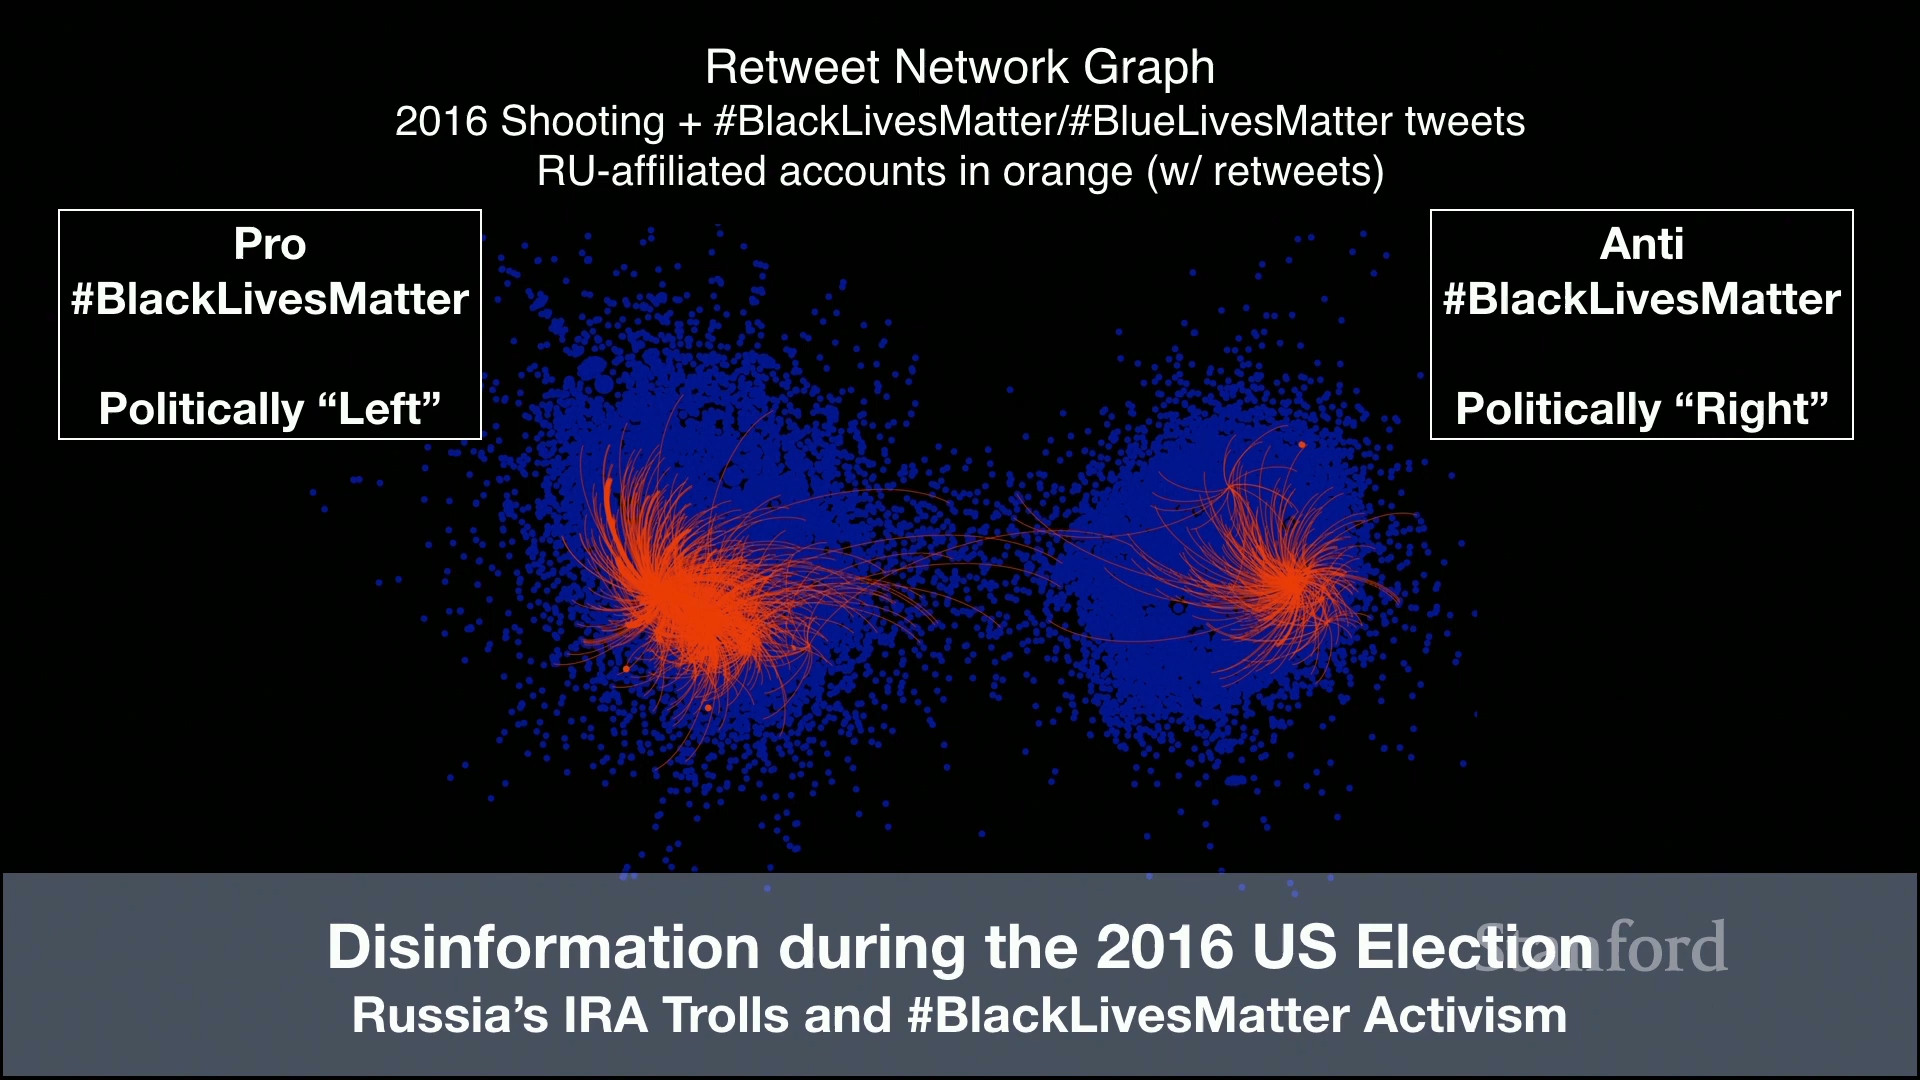 Retweet Network Graph
2016 Shooting + #BlackLivesMatter/#BlueLivesMatter tweets
RU-affiliated accounts in orange (w/ retweets)
Pro
#BlackLivesMatter
Politically “Left”
Anti
#BlackLivesMatter
Politically “Right”
Disinformation during the 2016 US Election
Stanford
Russia’s IRA Trolls and #BlackLivesMatter Activism